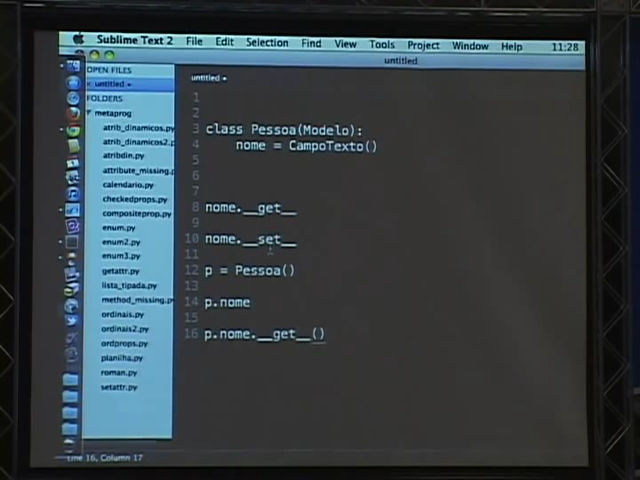 Sublime Text 2 File Edit Selection Find View Tools Project Window Help 11:28
untitled
OPEN FILES
untitled
FOLDERS
metaprog
atrib_dinamicos.py
atrib_dinamicos2.p
atribdin.py
attribute_missing.p
calendario.py
checkedprops.py
compositeprop.py
enum.py
enum2.py
enum3.py
getattr.py
lista_tipada.py
method_missing.py
ordinais.py
ordinais2.py
ordprops.py
planilha.py
roman.py
setattr.py
untitled
1
2
3 class Pessoa(Modelo):
4 nome = CampoTexto()
5
6
7
8 nome.__get__
9
10 nome.__set__
11
12 p = Pessoa()
13
14 p.nome
15
16 p.nome.__get__()
Line 16, Column 17